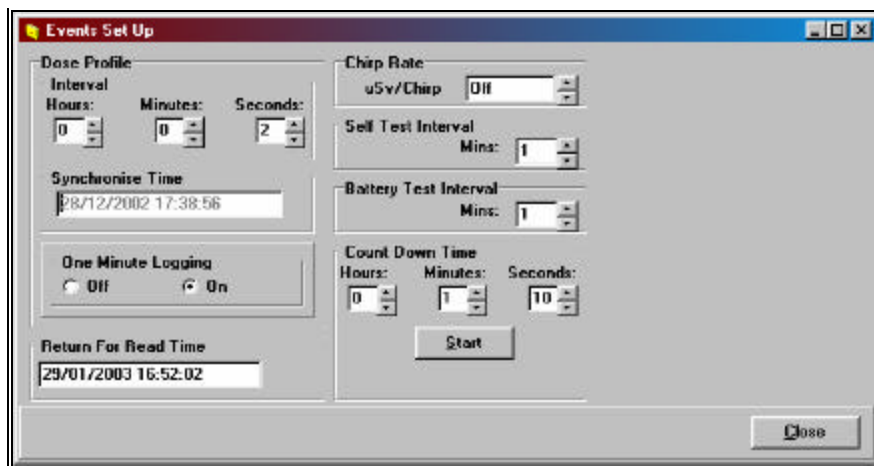 Events Set Up
Dose Profile
Interval
Hours: Minutes: Seconds:
0 0 2
Synchronise Time
28/12/2002 17:38:56
One Minute Logging
Off On
Return For Read Time
29/01/2003 16:52:02
Chirp Rate
uSv/Chirp Off
Self Test Interval
Mins: 1
Battery Test Interval
Mins: 1
Count Down Time
Hours: Minutes: Seconds:
0 1 10
Start
Close